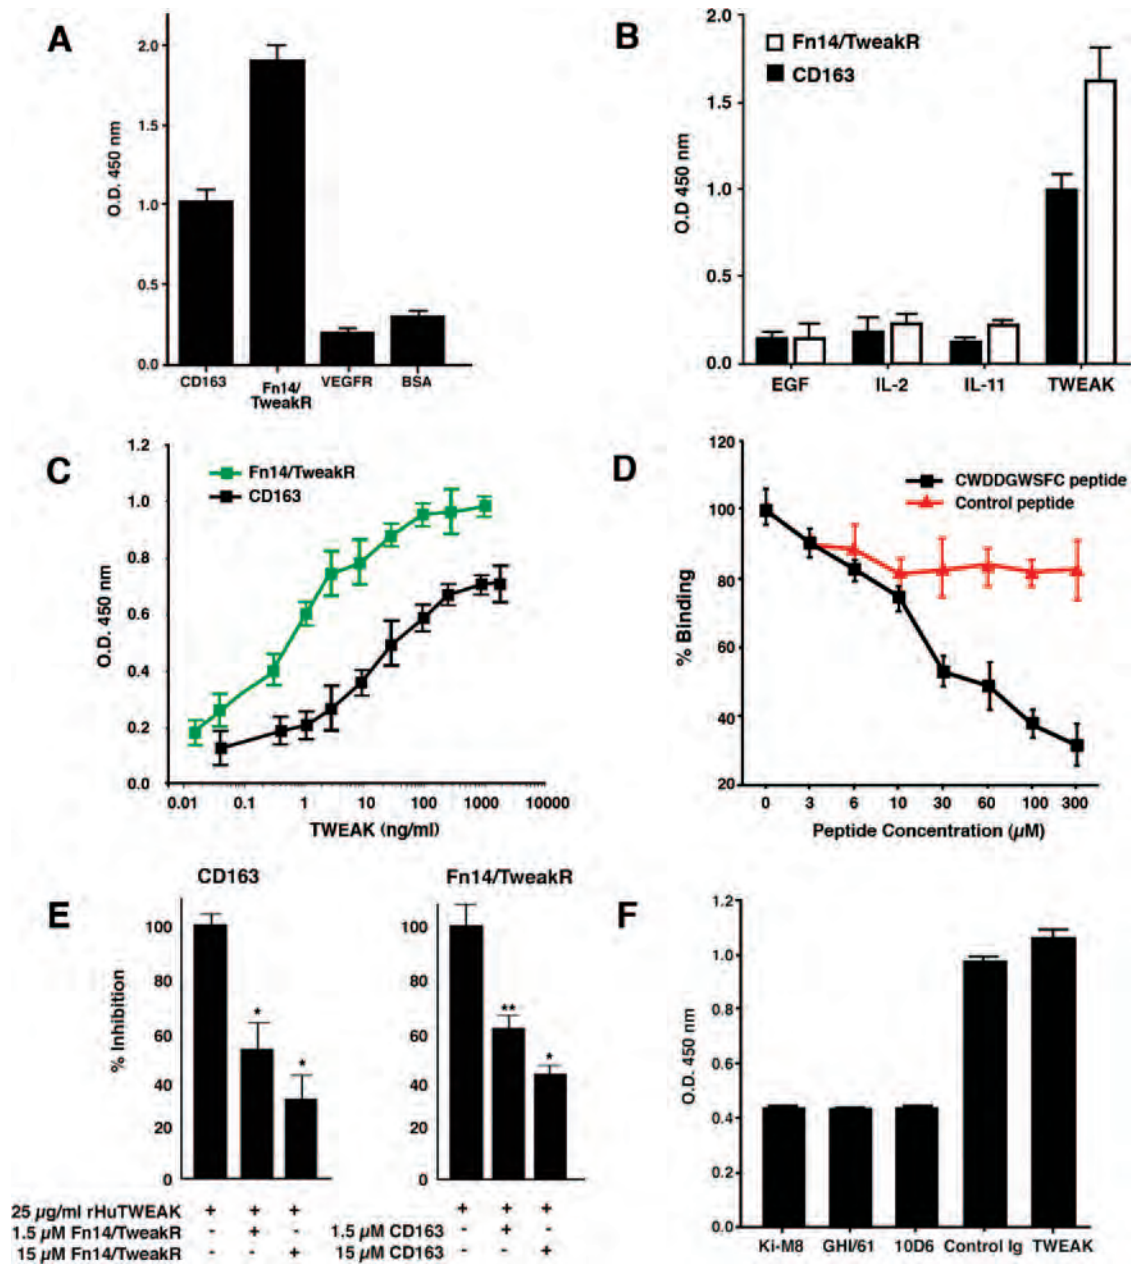 A
O.D. 450 nm
2.0
1.5
1.0
0.5
0.0
CD163
Fn14/
TweakR
VEGFR
BSA
B
Fn14/TweakR
CD163
O.D 450 nm
2.0
1.5
1.0
0.5
0.0
EGF
IL-2
IL-11
TWEAK
C
Fn14/TweakR
CD163
O.D. 450 nm
1.2
1.0
0.8
0.6
0.4
0.2
0.0
0.01
0.1
1
10
100
1000
10000
TWEAK (ng/ml)
D
CWDDGWSFC peptide
Control peptide
% Binding
120
100
80
60
40
20
0
3
6
10
30
60
100
300
Peptide Concentration (µM)
E
CD163
% Inhibition
100
80
60
40
20
0
*
*
Fn14/TweakR
100
80
60
40
20
0
**
*
25 µg/ml rHuTWEAK + + + + + +
1.5 µM Fn14/TweakR - + - 1.5 µM CD163 - + -
15 µM Fn14/TweakR - - + 15 µM CD163 - - +
F
O.D. 450 nm
1.2
1.0
0.8
0.6
0.4
0.2
0.0
Ki-M8
GHI/61
10D6
Control Ig
TWEAK